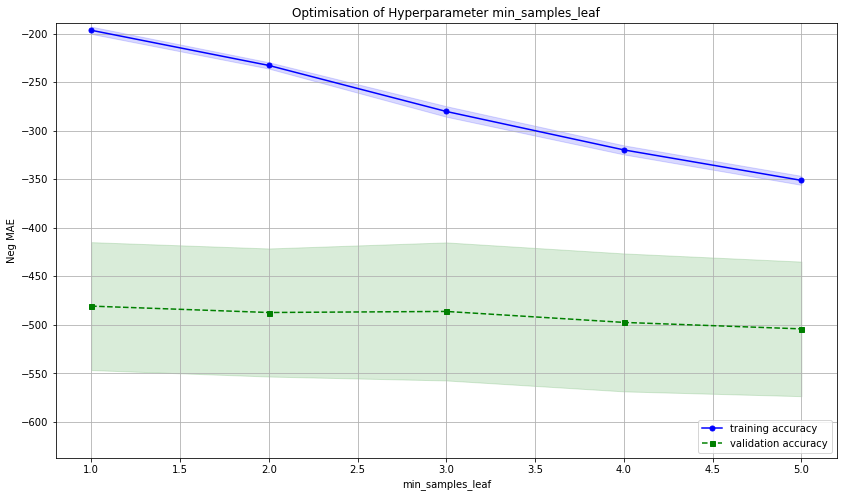 Optimisation of Hyperparameter min_samples_leaf
Neg MAE
−200
−250
−300
−350
−400
−450
−500
−550
−600
1.0 1.5 2.0 2.5 3.0 3.5 4.0 4.5 5.0
min_samples_leaf
training accuracy
validation accuracy